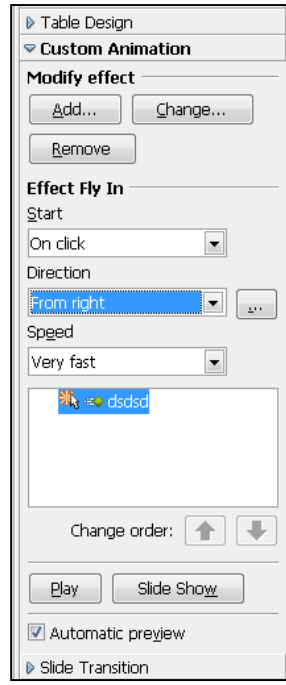 Table Design
Custom Animation
Modify effect
Add... Change...
Remove
Effect Fly In
Start
On click
Direction
From right ...
Speed
Very fast
dsdsd
Change order:
Play Slide Show
Automatic preview
Slide Transition